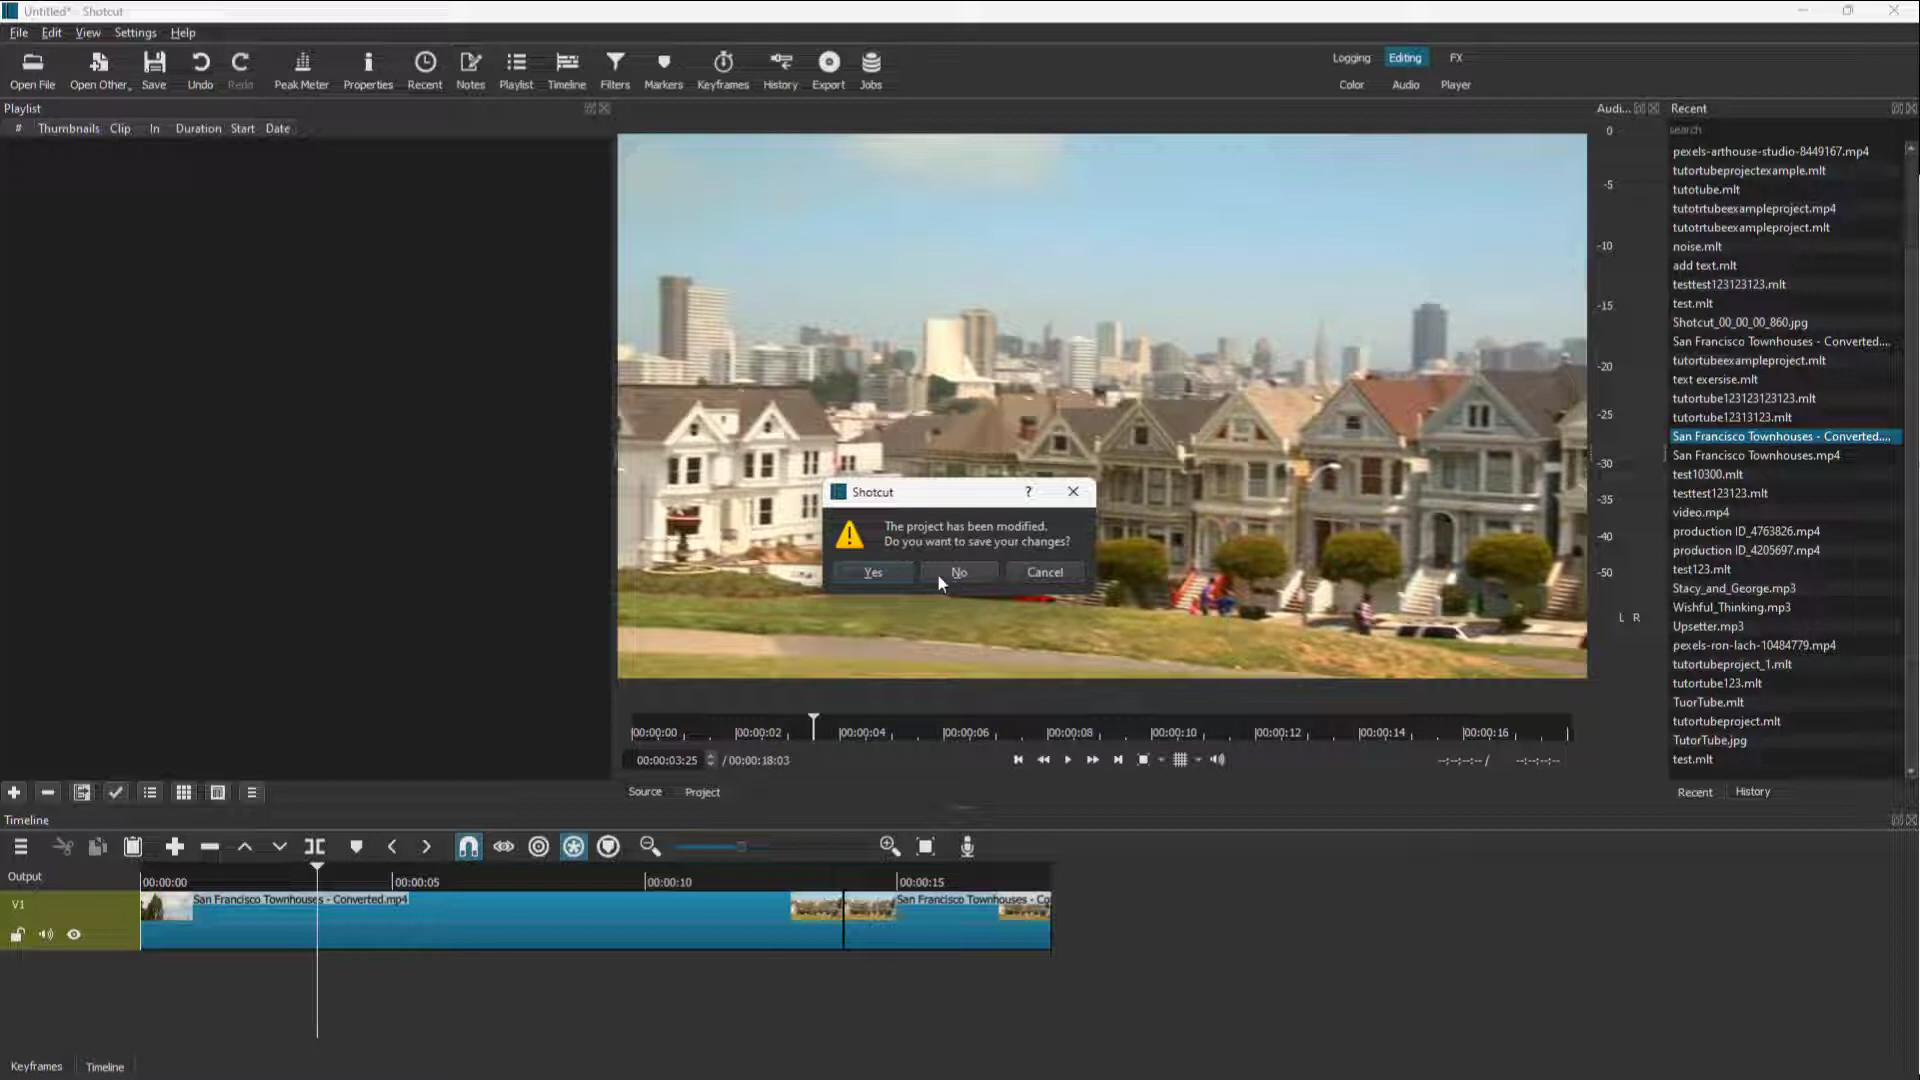 Untitled* - Shotcut
File Edit View Settings Help
Open File Open Other... Save Undo Redo Peak Meter Properties Recent Notes Playlist Timeline Filters Markers Keyframes History Export Jobs
Logging Editing FX
Color Audio Player
Playlist
# Thumbnails Clip In Duration Start Date
Audi...
0
-5
-10
-15
-20
-25
-30
-35
-40
-50
L R
Recent
search
pexels-arthouse-studio-8449167.mp4
tutortubeprojectexample.mlt
tutotube.mlt
tutotrtubeexampleproject.mp4
tutotrtubeexampleproject.mlt
noise.mlt
add text.mlt
testtest123123123.mlt
test.mlt
Shotcut_00_00_00_860.jpg
San Francisco Townhouses - Converted....
tutortubeexampleproject.mlt
text exersise.mlt
tutortube123123123123.mlt
tutortube12313123.mlt
San Francisco Townhouses - Converted....
San Francisco Townhouses.mp4
test10300.mlt
testtest123123.mlt
video.mp4
production ID_4763826.mp4
production ID_4205697.mp4
test123.mlt
Stacy_and_George.mp3
Wishful_Thinking.mp3
Upsetter.mp3
pexels-ron-lach-10484779.mp4
tutortubeproject_1.mlt
tutortube123.mlt
TuorTube.mlt
tutortubeproject.mlt
TutorTube.jpg
test.mlt
Recent History
Shotcut ?
The project has been modified.
Do you want to save your changes?
Yes No Cancel
00:00:00 00:00:02 00:00:04 00:00:06 00:00:08 00:00:10 00:00:12 00:00:14 00:00:16
00:00:03:25 / 00:00:18:03 --:--:--:-- / --:--:--:--
Source Project
Timeline
Output
00:00:00 00:00:05 00:00:10 00:00:15
V1
San Francisco Townhouses - Converted.mp4
San Francisco Townhouses - Co
Keyframes Timeline